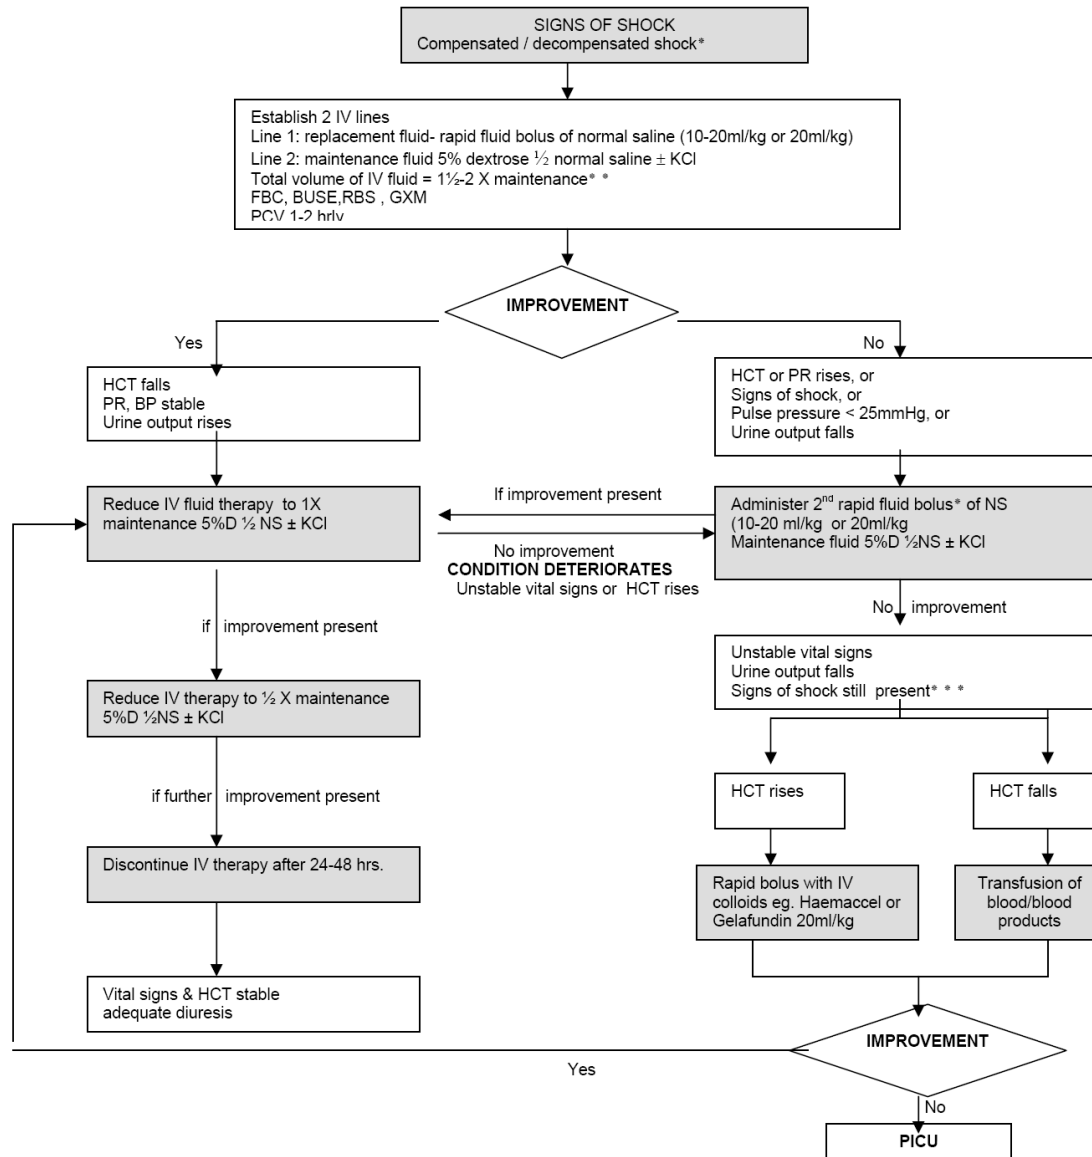 SIGNS OF SHOCK
Compensated / decompensated shock*
Establish 2 IV lines
Line 1: replacement fluid- rapid fluid bolus of normal saline (10-20ml/kg or 20ml/kg)
Line 2: maintenance fluid 5% dextrose ½ normal saline ± KCl
Total volume of IV fluid = 1½-2 X maintenance* *
FBC, BUSE,RBS , GXM
PCV 1-2 hrly
IMPROVEMENT
Yes
No
HCT falls
PR, BP stable
Urine output rises
HCT or PR rises, or
Signs of shock, or
Pulse pressure < 25mmHg, or
Urine output falls
Reduce IV fluid therapy to 1X
maintenance 5%D ½ NS ± KCl
If improvement present
No improvement
CONDITION DETERIORATES
Unstable vital signs or HCT rises
Administer 2nd rapid fluid bolus* of NS
(10-20 ml/kg or 20ml/kg
Maintenance fluid 5%D ½NS ± KCl
if improvement present
No improvement
Unstable vital signs
Urine output falls
Signs of shock still present* * *
Reduce IV therapy to ½ X maintenance
5%D ½NS ± KCl
HCT rises
HCT falls
if further improvement present
Discontinue IV therapy after 24-48 hrs.
Rapid bolus with IV
colloids eg. Haemaccel or
Gelafundin 20ml/kg
Transfusion of
blood/blood
products
Vital signs & HCT stable
adequate diuresis
IMPROVEMENT
Yes
No
PICU